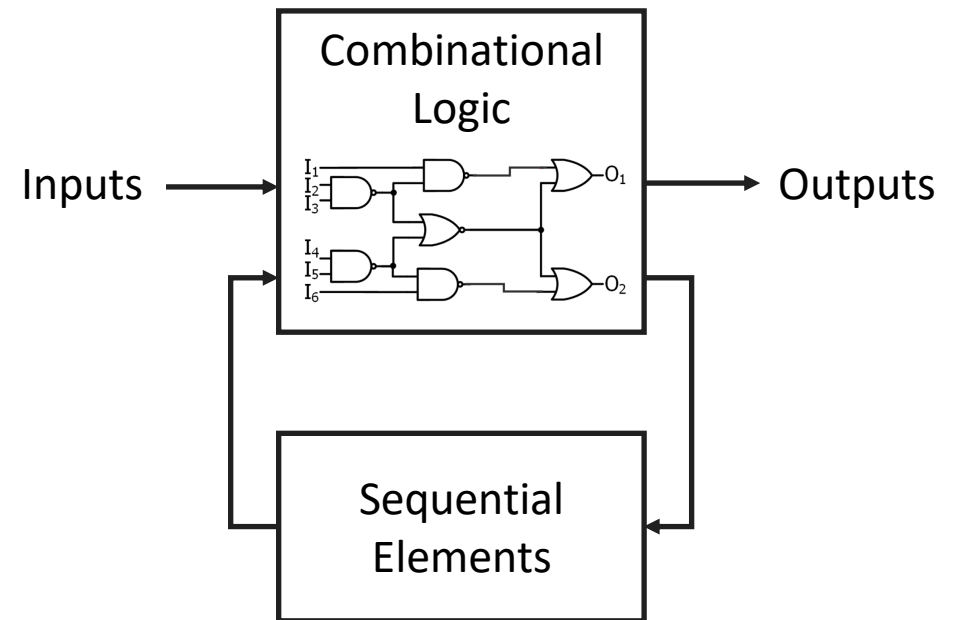 Combinational
Logic
Inputs
Outputs
I₁
I₂
I₃
I₄
I₅
I₆
O₁
O₂
Sequential
Elements